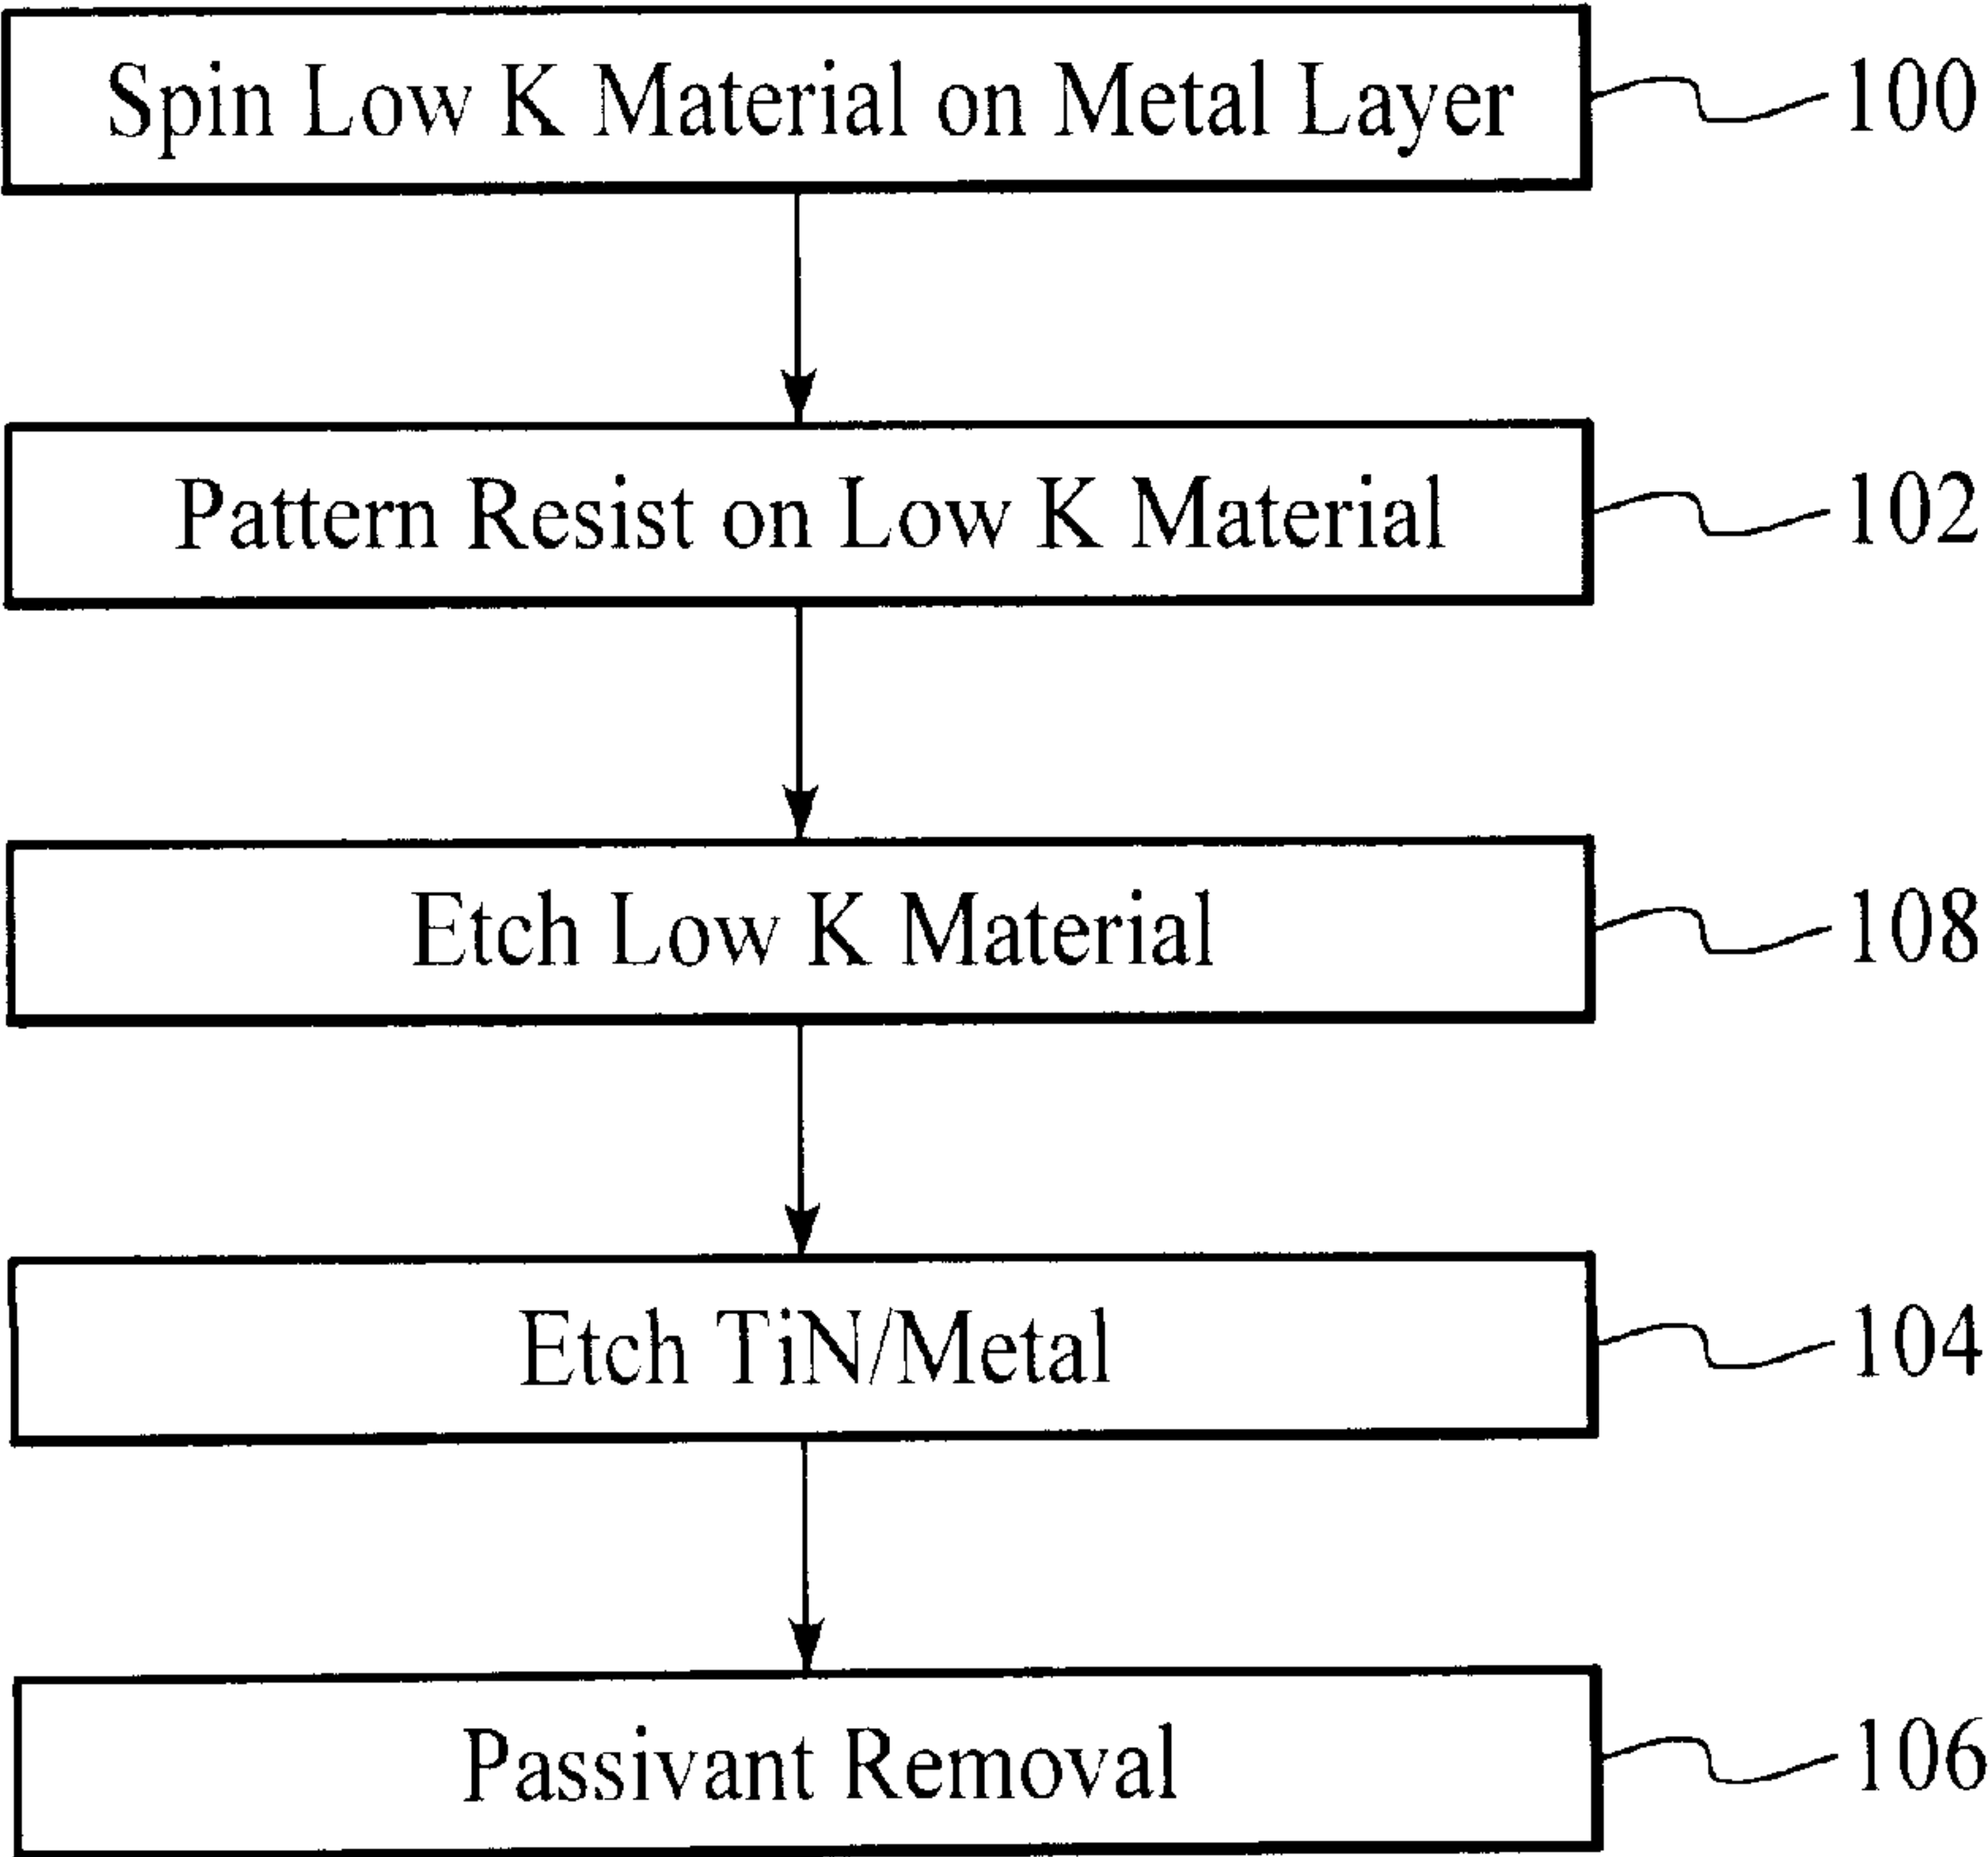 Spin Low K Material on Metal Layer 100
Pattern Resist on Low K Material 102
Etch Low K Material 108
Etch TiN/Metal 104
Passivant Removal 106